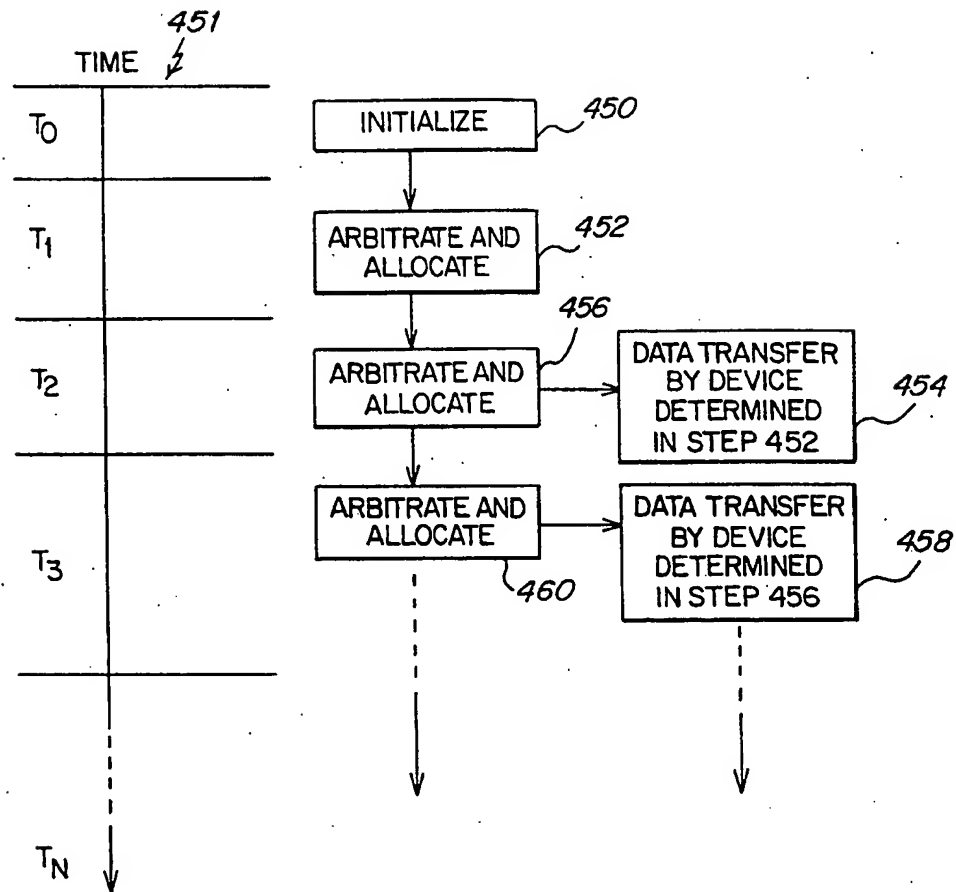 451
TIME
T0
INITIALIZE
450
T1
ARBITRATE AND
ALLOCATE
452
T2
ARBITRATE AND
ALLOCATE
456
DATA TRANSFER
BY DEVICE
DETERMINED
IN STEP 452
454
T3
ARBITRATE AND
ALLOCATE
460
DATA TRANSFER
BY DEVICE
DETERMINED
IN STEP 456
458
TN